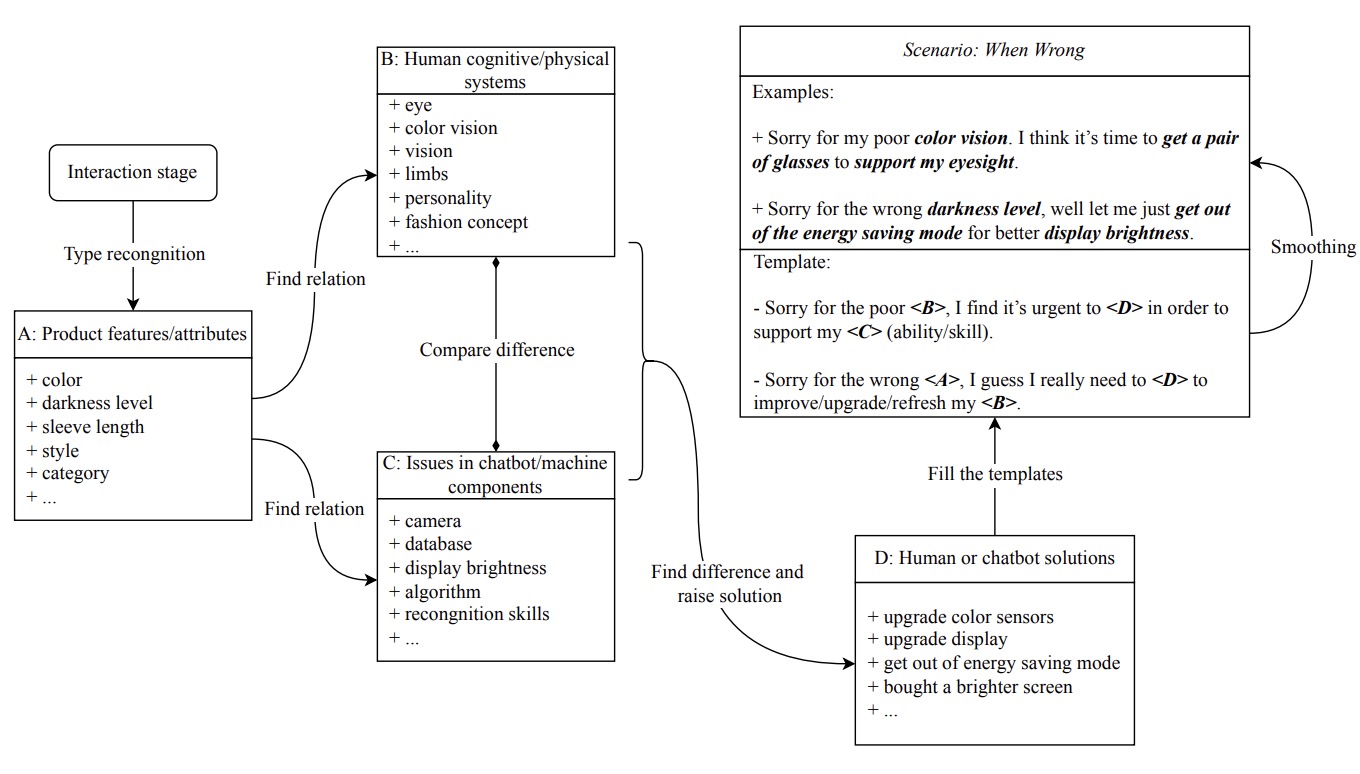 Interaction stage
Type recongnition
A: Product features/attributes
+ color
+ darkness level
+ sleeve length
+ style
+ category
+ ...
Find relation
Find relation
B: Human cognitive/physical
systems
+ eye
+ color vision
+ vision
+ limbs
+ personality
+ fashion concept
+ ...
Compare difference
C: Issues in chatbot/machine
components
+ camera
+ database
+ display brightness
+ algorithm
+ recongnition skills
+ ...
Find difference and
raise solution
D: Human or chatbot solutions
+ upgrade color sensors
+ upgrade display
+ get out of energy saving mode
+ bought a brighter screen
+ ...
Fill the templates
Scenario: When Wrong
Examples:
+ Sorry for my poor color vision. I think it’s time to get a pair
of glasses to support my eyesight.
+ Sorry for the wrong darkness level, well let me just get out
of the energy saving mode for better display brightness.
Template:
- Sorry for the poor <B>, I find it’s urgent to <D> in order to
support my <C> (ability/skill).
- Sorry for the wrong <A>, I guess I really need to <D> to
improve/upgrade/refresh my <B>.
Smoothing